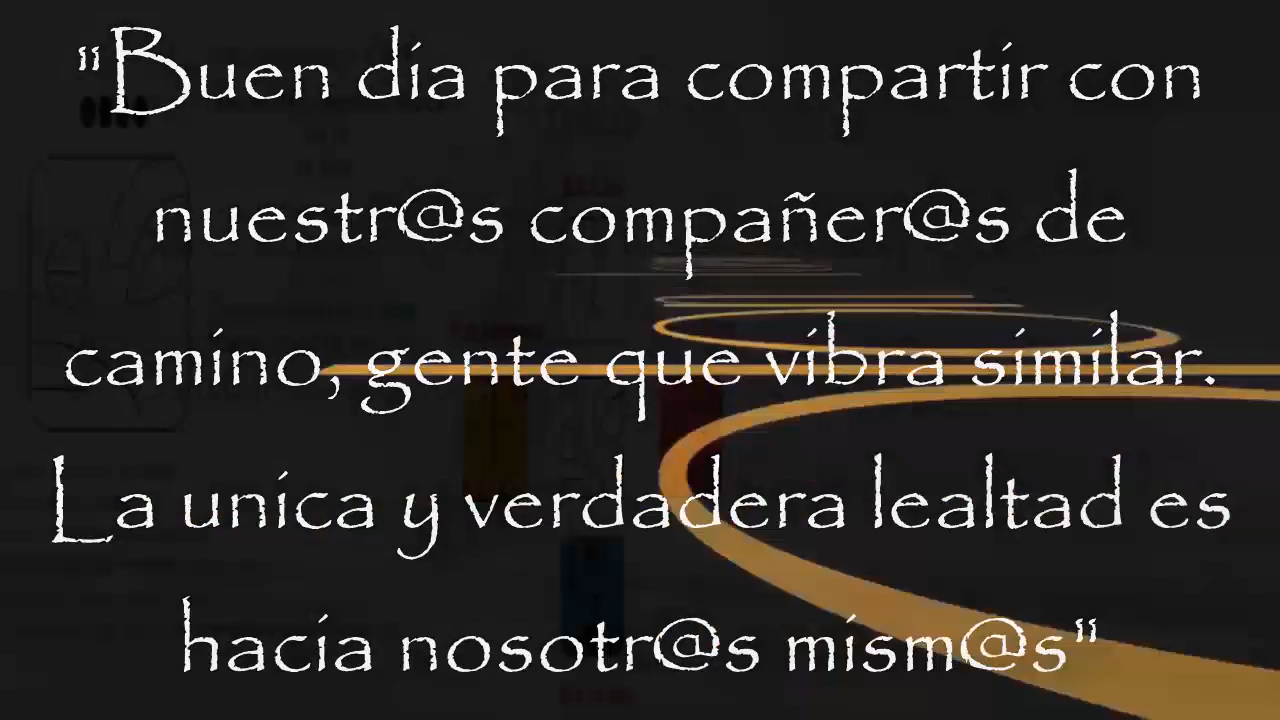 "Buen dia para compartir con
nuestr@s compañer@s de
camino, gente que vibra similar.
La unica y verdadera lealtad es
hacia nosotr@s mism@s"